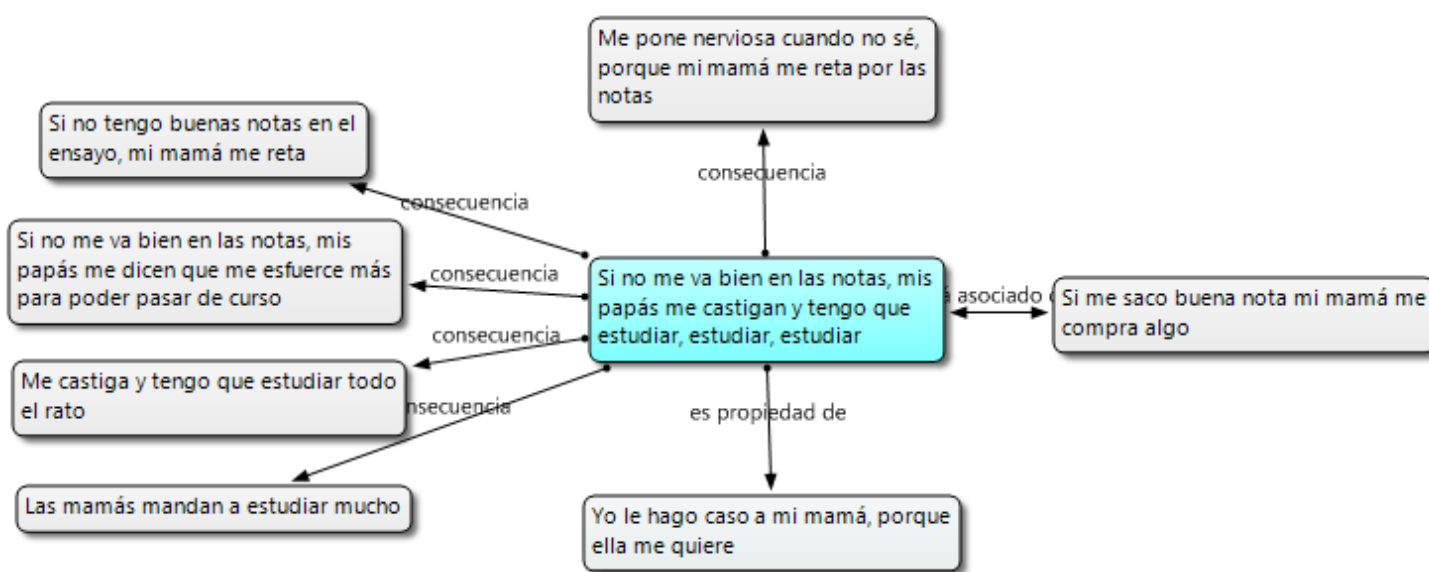 Me pone nerviosa cuando no sé,
porque mi mamá me reta por las
notas
Si no tengo buenas notas en el
ensayo, mi mamá me reta
consecuencia
consecuencia
Si no me va bien en las notas, mis
papás me dicen que me esfuerce más
para poder pasar de curso
consecuencia
Si no me va bien en las notas, mis
papás me castigan y tengo que
estudiar, estudiar, estudiar
asociado
Si me saco buena nota mi mamá me
compra algo
consecuencia
Me castiga y tengo que estudiar todo
el rato
nsecuencia
es propiedad de
Las mamás mandan a estudiar mucho
Yo le hago caso a mi mamá, porque
ella me quiere